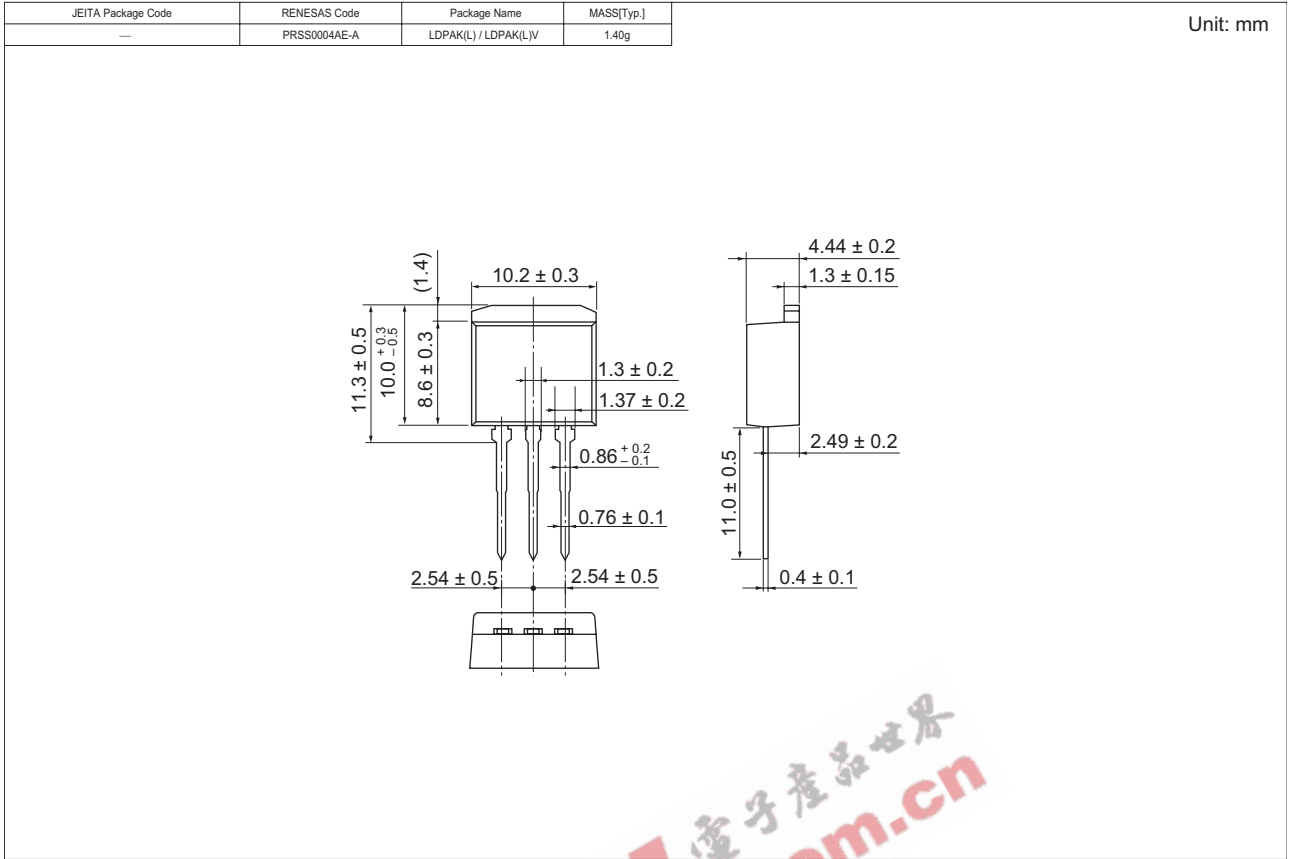 JEITA Package Code RENESAS Code Package Name MASS[Typ.]
— PRSS0004AE-A LDPAK(L) / LDPAK(L)V 1.40g
Unit: mm
4.44 ± 0.2
(1.4)
10.2 ± 0.3
1.3 ± 0.15
11.3 ± 0.5
10.0 + 0.3 – 0.5
8.6 ± 0.3
1.3 ± 0.2
1.37 ± 0.2
2.49 ± 0.2
0.86 + 0.2 – 0.1
11.0 ± 0.5
0.76 ± 0.1
2.54 ± 0.5
2.54 ± 0.5
0.4 ± 0.1
電子產品世界
m.cn